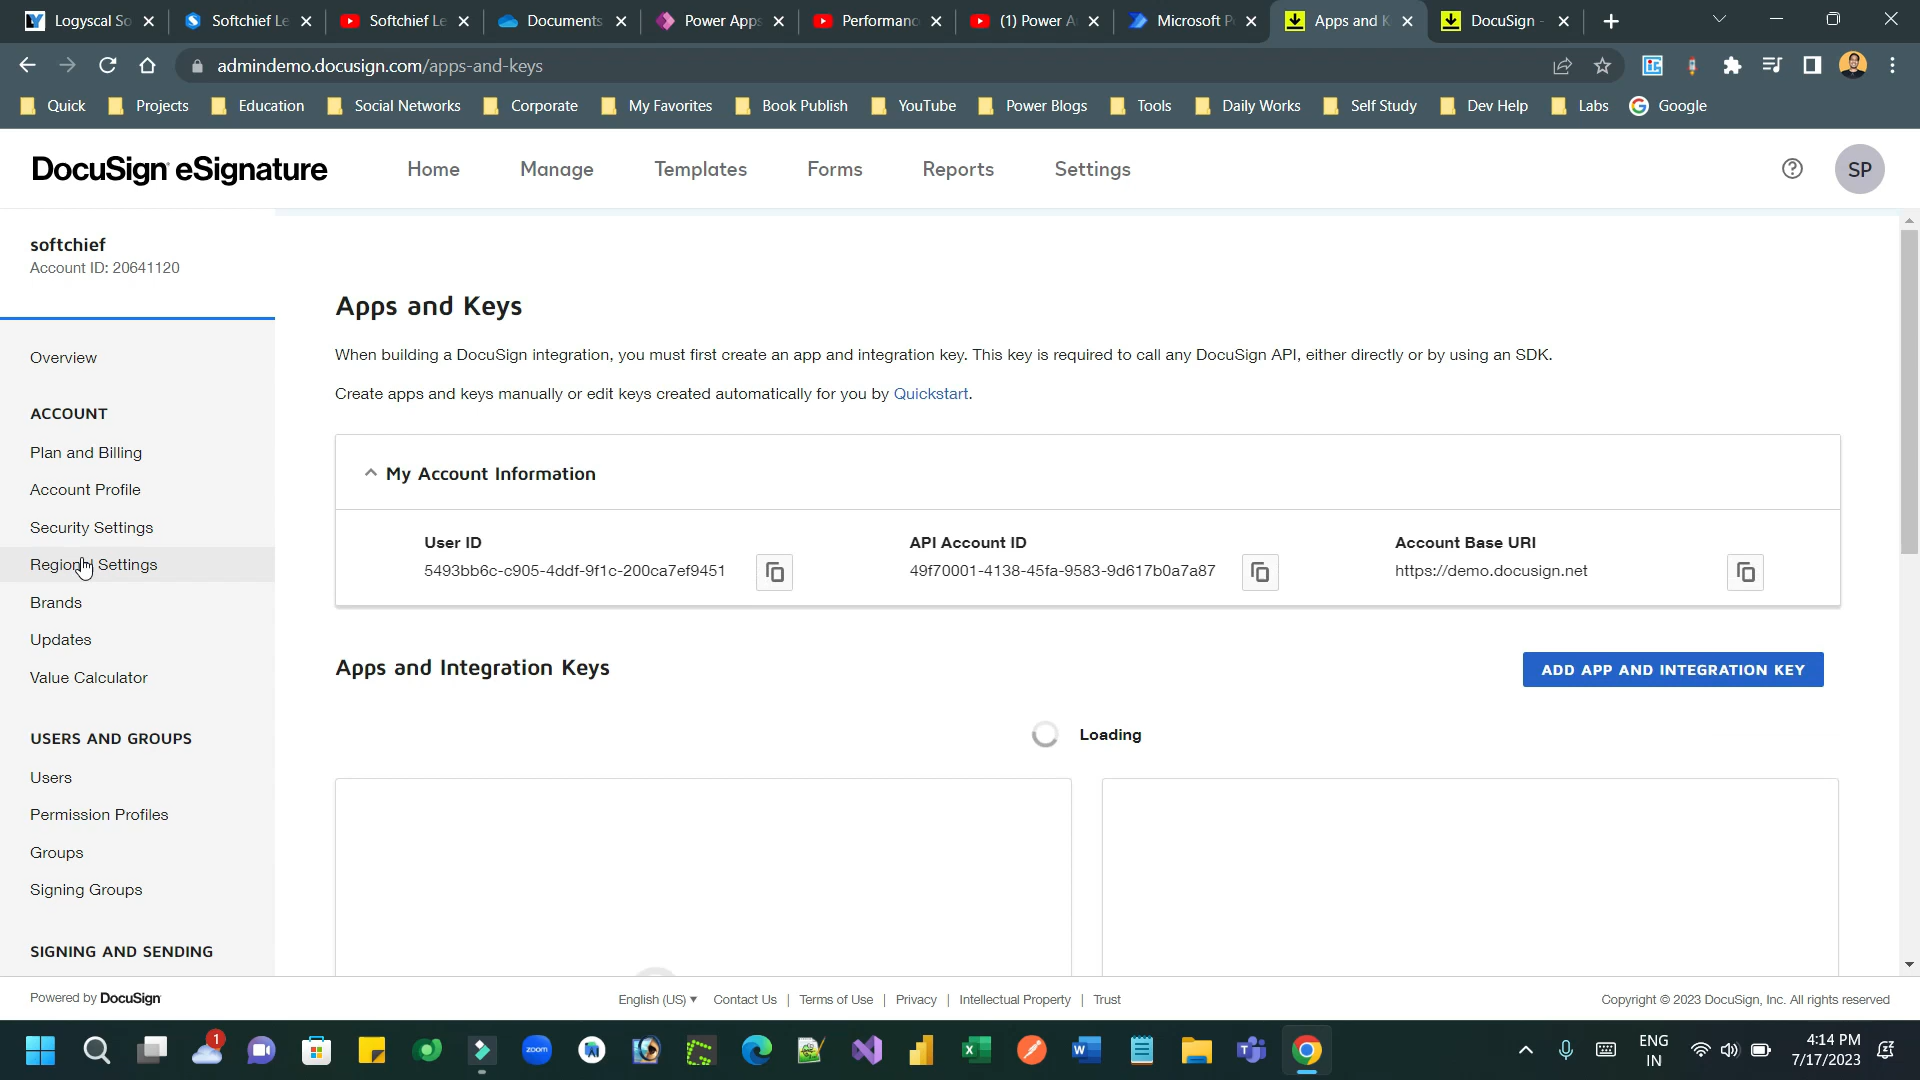 Logyscal So
Softchief Le
Softchief Le
Documents
Power Apps
Performanc
(1) Power A
Microsoft P
Apps and K
DocuSign -
admindemo.docusign.com/apps-and-keys
Quick
Projects
Education
Social Networks
Corporate
My Favorites
Book Publish
YouTube
Power Blogs
Tools
Daily Works
Self Study
Dev Help
Labs
Google
DocuSign eSignature
Home
Manage
Templates
Forms
Reports
Settings
SP
softchief
Account ID: 20641120
Overview
ACCOUNT
Plan and Billing
Account Profile
Security Settings
Regional Settings
Brands
Updates
Value Calculator
USERS AND GROUPS
Users
Permission Profiles
Groups
Signing Groups
SIGNING AND SENDING
Apps and Keys
When building a DocuSign integration, you must first create an app and integration key. This key is required to call any DocuSign API, either directly or by using an SDK.
Create apps and keys manually or edit keys created automatically for you by Quickstart.
My Account Information
User ID
5493bb6c-c905-4ddf-9f1c-200ca7ef9451
API Account ID
49f70001-4138-45fa-9583-9d617b0a7a87
Account Base URI
https://demo.docusign.net
Apps and Integration Keys
ADD APP AND INTEGRATION KEY
Loading
Powered by DocuSign
English (US) ▾
Contact Us | Terms of Use | Privacy | Intellectual Property | Trust
Copyright © 2023 DocuSign, Inc. All rights reserved
1
zoom
ENG
IN
4:14 PM
7/17/2023